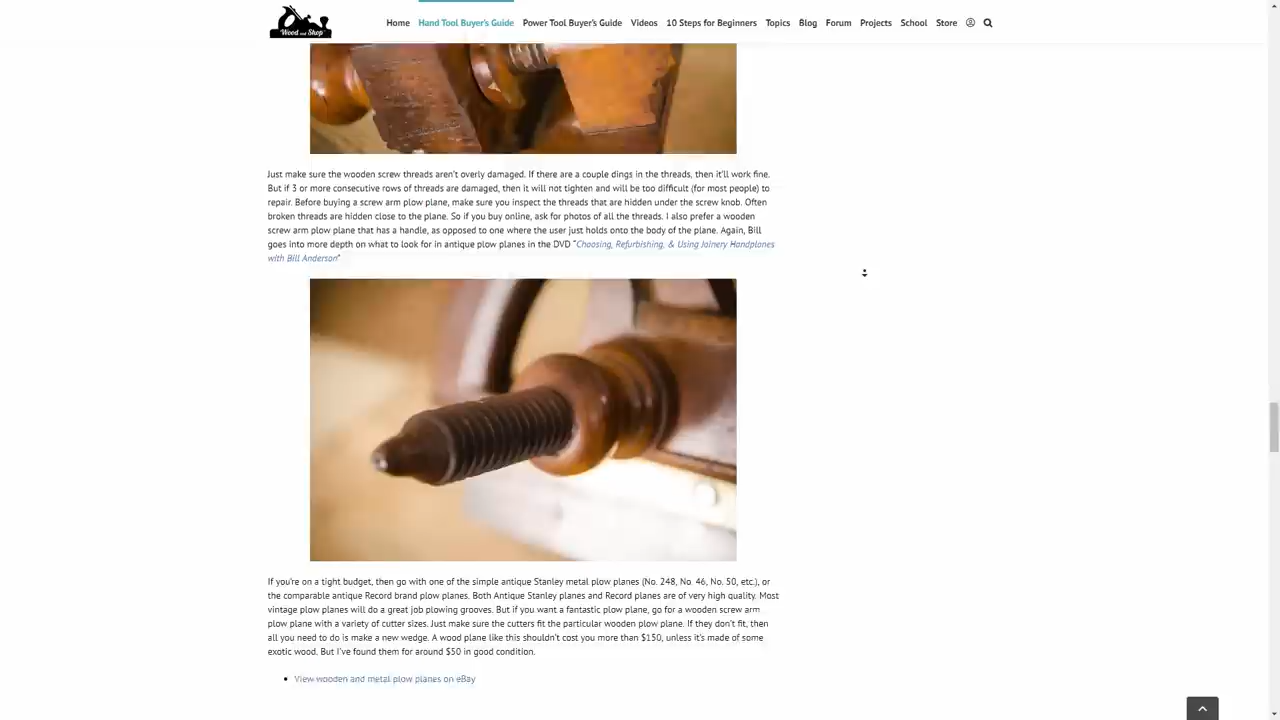 Wood and Shop
Home Hand Tool Buyer's Guide Power Tool Buyer's Guide Videos 10 Steps for Beginners Topics Blog Forum Projects School Store
Just make sure the wooden screw threads aren't overly damaged. If there are a couple dings in the threads, then it'll work fine.
But if 3 or more consecutive rows of threads are damaged, then it will not tighten and will be too difficult (for most people) to
repair. Before buying a screw arm plow plane, make sure you inspect the threads that are hidden under the screw knob. Often
broken threads are hidden close to the plane. So if you buy online, ask for photos of all the threads. I also prefer a wooden
screw arm plow plane that has a handle, as opposed to one where the user just holds onto the body of the plane. Again, Bill
goes into more depth on what to look for in antique plow planes in the DVD "Choosing, Refurbishing, & Using Joinery Handplanes
with Bill Anderson"
If you're on a tight budget, then go with one of the simple antique Stanley metal plow planes (No. 248, No. 46, No. 50, etc.), or
the comparable antique Record brand plow planes. Both Antique Stanley planes and Record planes are of very high quality. Most
vintage plow planes will do a great job plowing grooves. But if you want a fantastic plow plane, go for a wooden screw arm
plow plane with a variety of cutter sizes. Just make sure the cutters fit the particular wooden plow plane. If they don't fit, then
all you need to do is make a new wedge. A wood plane like this shouldn't cost you more than $150, unless it's made of some
exotic wood. But I've found them for around $50 in good condition.
• View wooden and metal plow planes on eBay